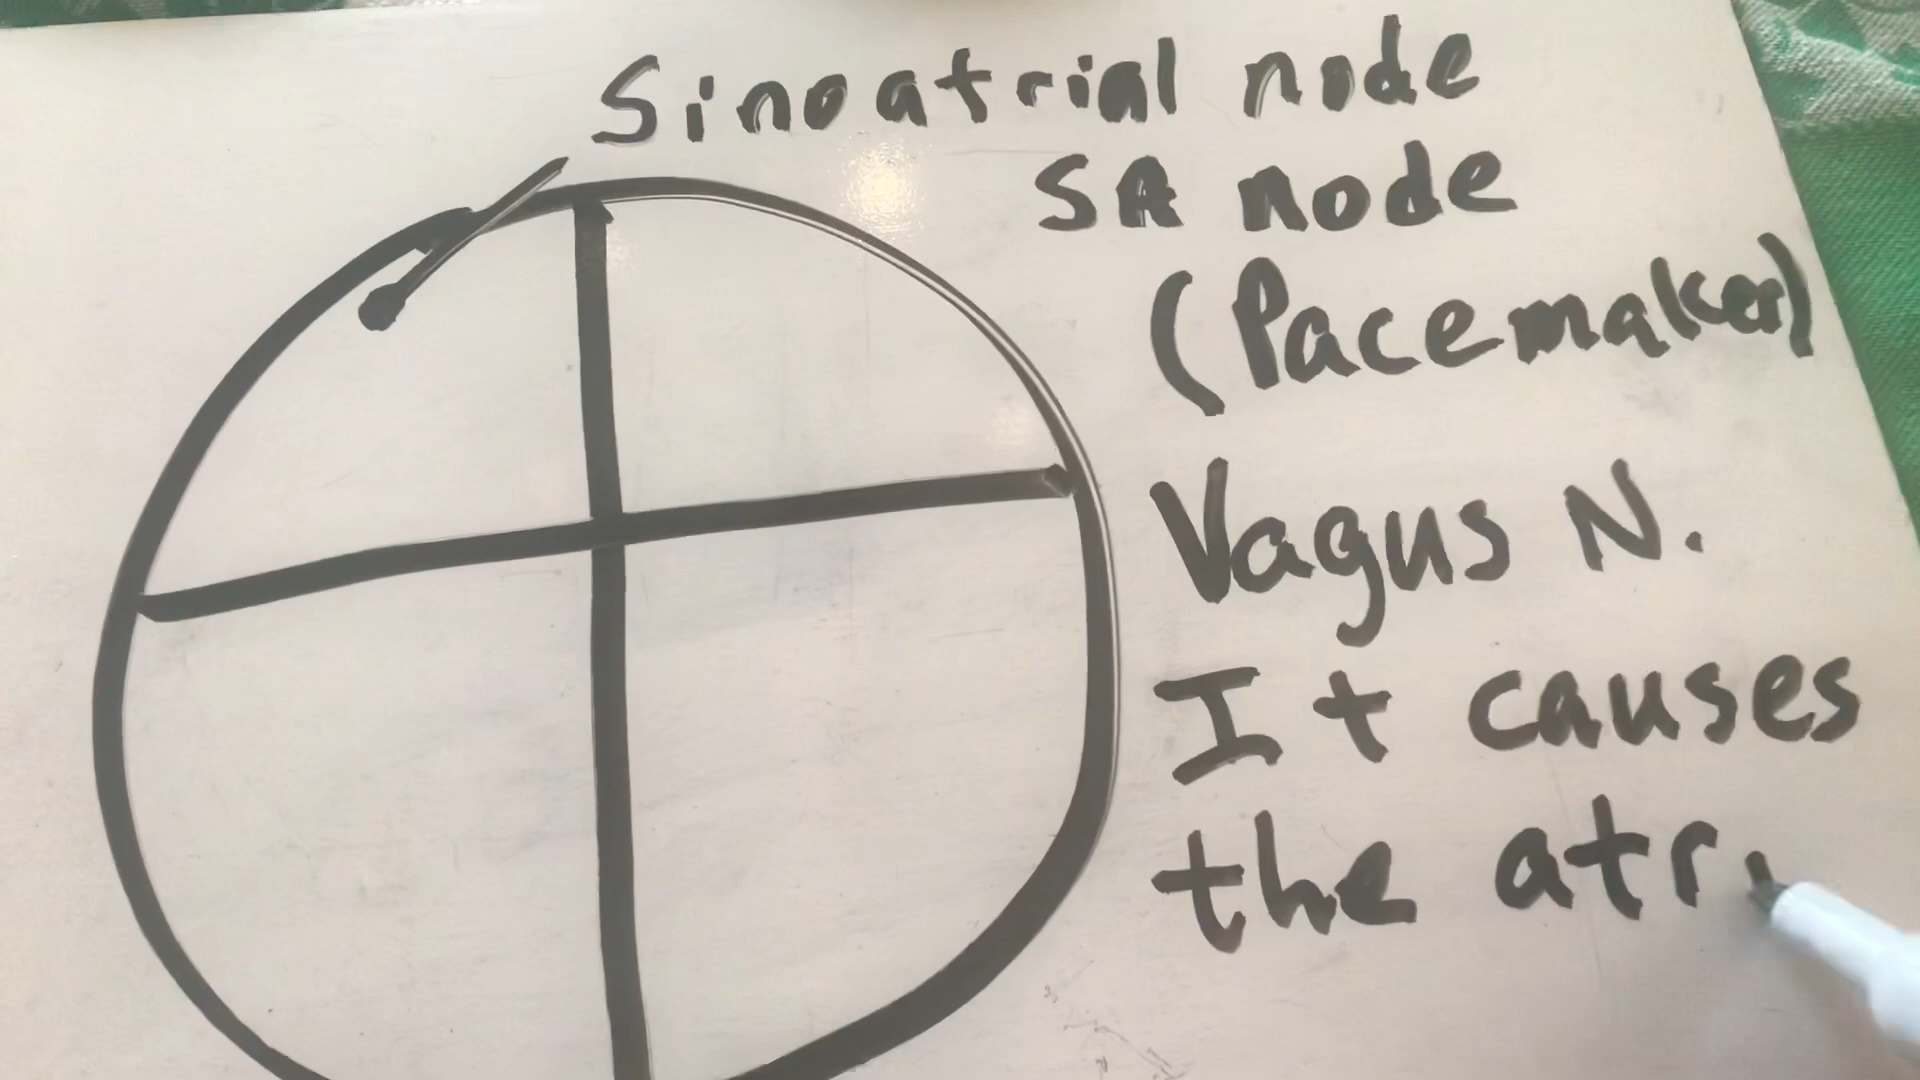 Sinoatrial node
SA node
(Pacemaker)
Vagus N.
It causes
the atr